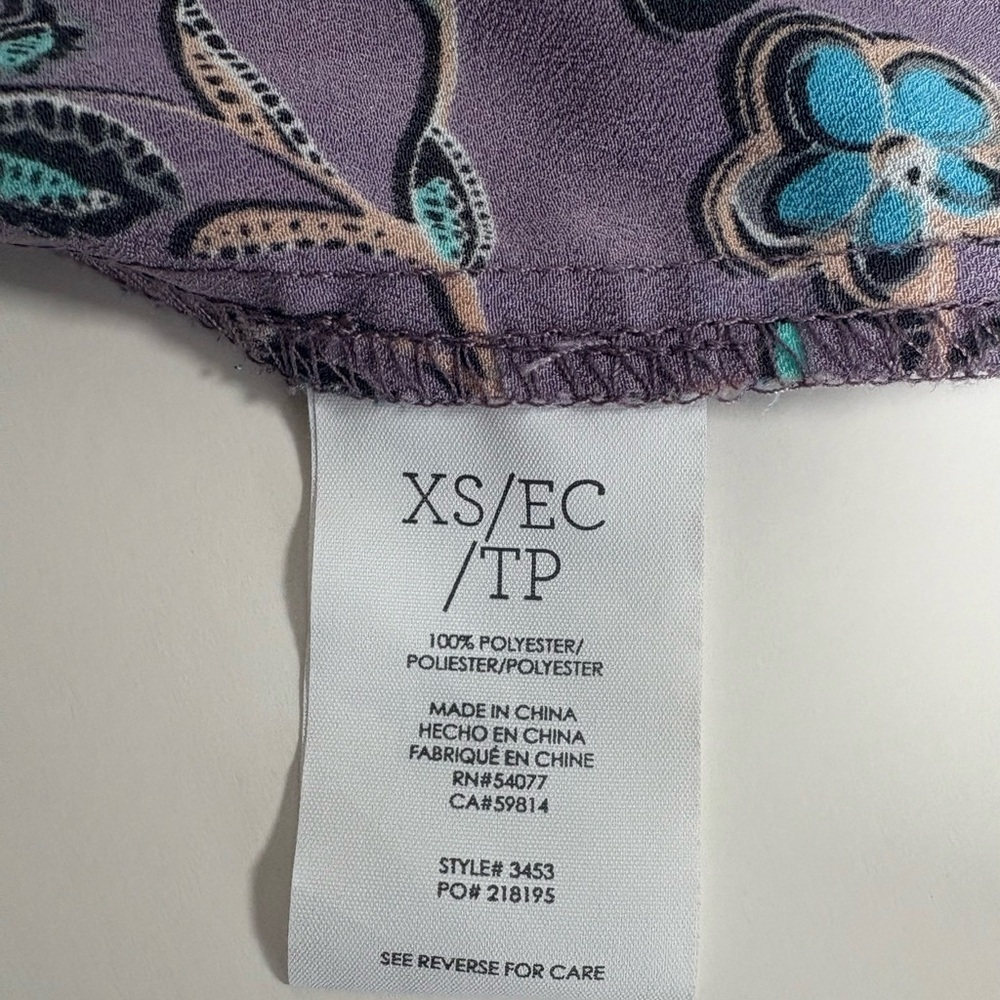 XS/EC
/TP
100% POLYESTER/
POLIESTER/POLYESTER
MADE IN CHINA
HECHO EN CHINA
FABRIQUÉ EN CHINE
RN#54077
CA#59814
STYLE# 3453
PO# 218195
SEE REVERSE FOR CARE